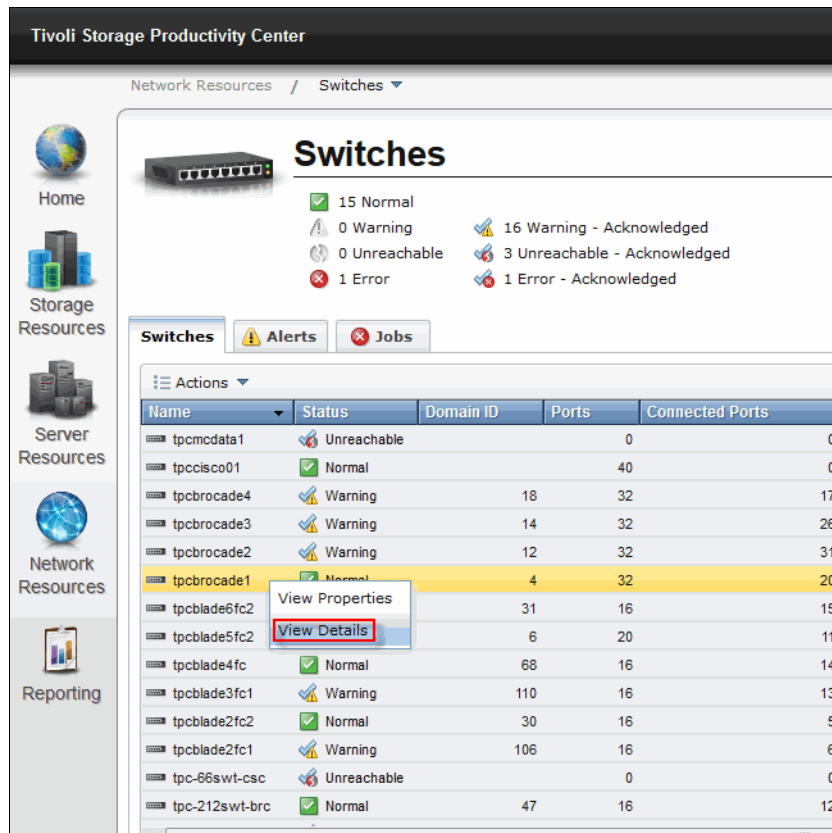 Tivoli Storage Productivity Center
Network Resources / Switches
Switches
15 Normal
0 Warning 16 Warning - Acknowledged
0 Unreachable 3 Unreachable - Acknowledged
1 Error 1 Error - Acknowledged
Home
Storage
Resources
Server
Resources
Network
Resources
Reporting
Switches Alerts Jobs
Actions
Name Status Domain ID Ports Connected Ports
tpcmcdata1 Unreachable 0 0
tpccisco01 Normal 40 0
tpcbrocade4 Warning 18 32 17
tpcbrocade3 Warning 14 32 26
tpcbrocade2 Warning 12 32 31
tpcbrocade1 Normal 4 32 20
View Properties
tpcblade6fc2 31 16 15
View Details
tpcblade5fc2 6 20 11
tpcblade4fc Normal 68 16 14
tpcblade3fc1 Warning 110 16 13
tpcblade2fc2 Normal 30 16 5
tpcblade2fc1 Warning 106 16 6
tpc-66swt-csc Unreachable 0 0
tpc-212swt-brc Normal 47 16 12